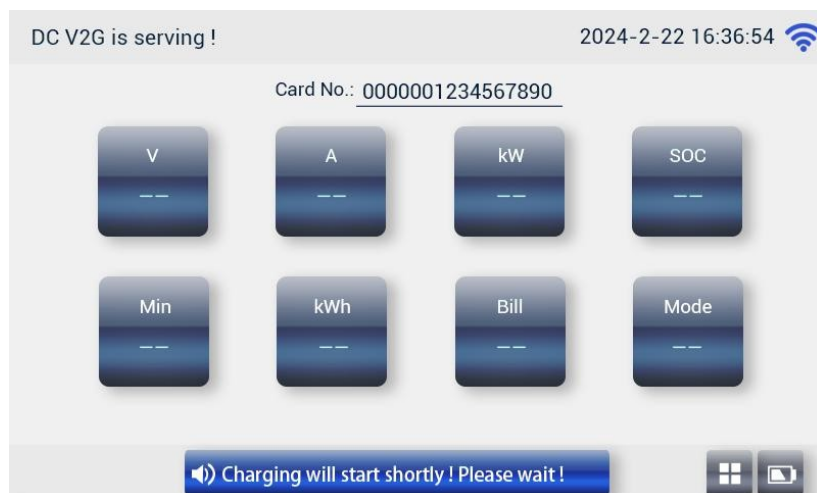 DC V2G is serving !
2024-2-22 16:36:54
Card No.: 0000001234567890
V
A
kW
SOC
--
--
--
--
Min
kWh
Bill
Mode
--
--
--
--
Charging will start shortly ! Please wait !